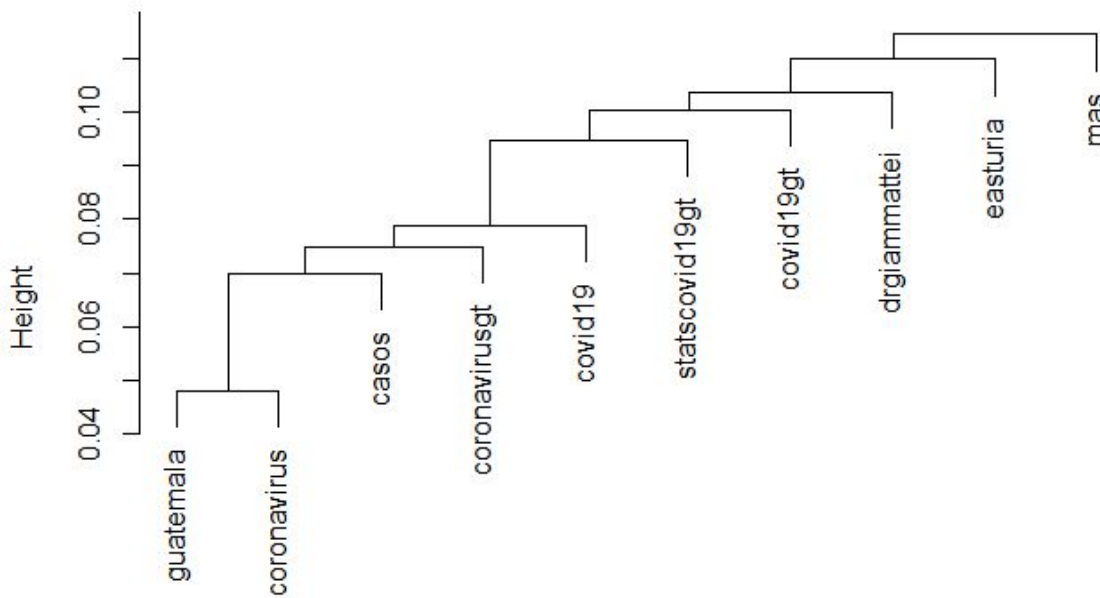 Height
0.10
0.08
0.06
0.04
guatemala
coronavirus
casos
coronavirusgt
covid19
statscovid19gt
covid19gt
drgiammattei
easturia
mas